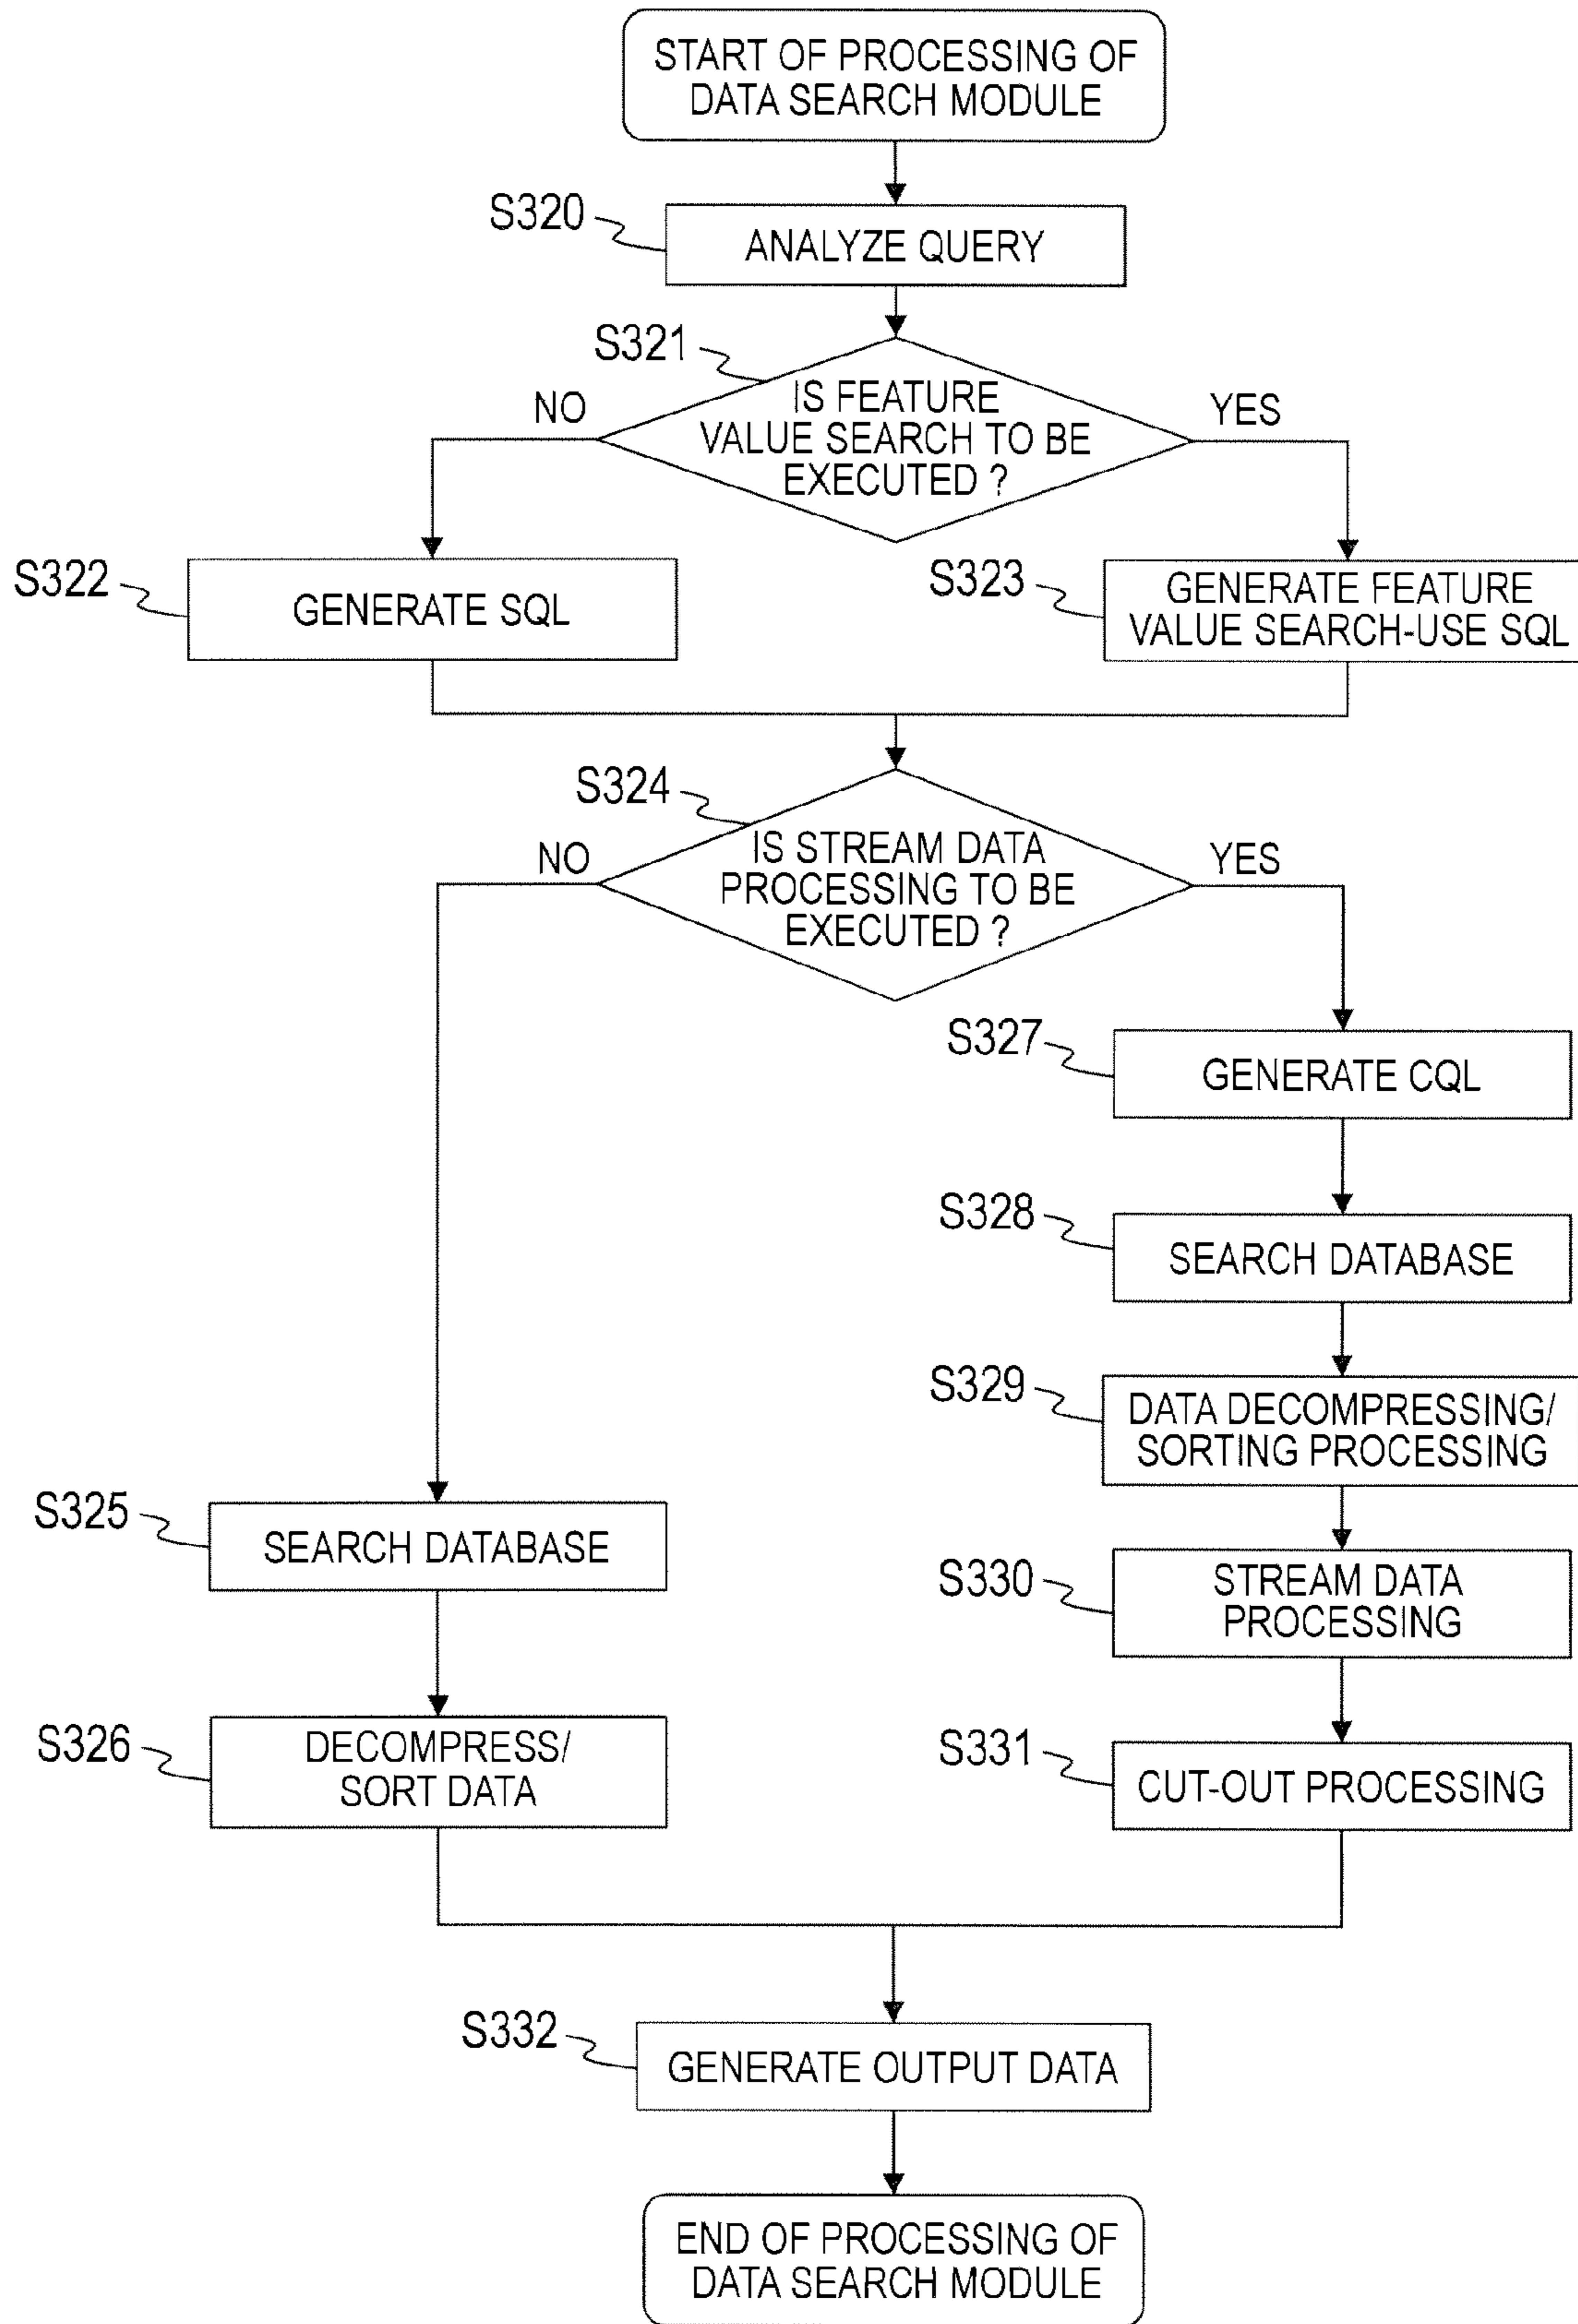 START OF PROCESSING OF
DATA SEARCH MODULE
S320
ANALYZE QUERY
S321
IS FEATURE
VALUE SEARCH TO BE
EXECUTED ?
NO
YES
S322
GENERATE SQL
S323
GENERATE FEATURE
VALUE SEARCH-USE SQL
S324
IS STREAM DATA
PROCESSING TO BE
EXECUTED ?
NO
YES
S327
GENERATE CQL
S328
SEARCH DATABASE
S329
DATA DECOMPRESSING/
SORTING PROCESSING
S325
SEARCH DATABASE
S330
STREAM DATA
PROCESSING
S326
DECOMPRESS/
SORT DATA
S331
CUT-OUT PROCESSING
S332
GENERATE OUTPUT DATA
END OF PROCESSING OF
DATA SEARCH MODULE